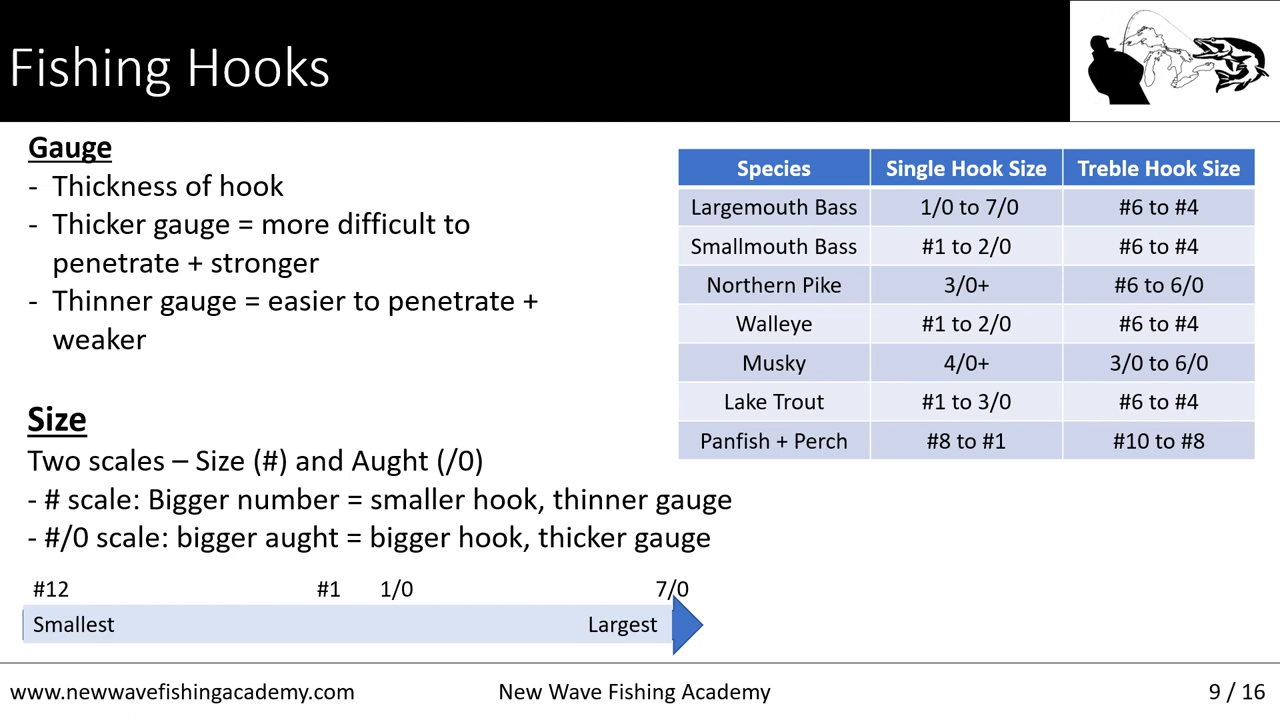 Fishing Hooks
Gauge
- Thickness of hook
- Thicker gauge = more difficult to
penetrate + stronger
- Thinner gauge = easier to penetrate +
weaker
Size
Two scales – Size (#) and Aught (/0)
- # scale: Bigger number = smaller hook, thinner gauge
- #/0 scale: bigger aught = bigger hook, thicker gauge
#12 #1 1/0 7/0
Smallest Largest
Species Single Hook Size Treble Hook Size
Largemouth Bass 1/0 to 7/0 #6 to #4
Smallmouth Bass #1 to 2/0 #6 to #4
Northern Pike 3/0+ #6 to 6/0
Walleye #1 to 2/0 #6 to #4
Musky 4/0+ 3/0 to 6/0
Lake Trout #1 to 3/0 #6 to #4
Panfish + Perch #8 to #1 #10 to #8
www.newwavefishingacademy.com New Wave Fishing Academy 9 / 16